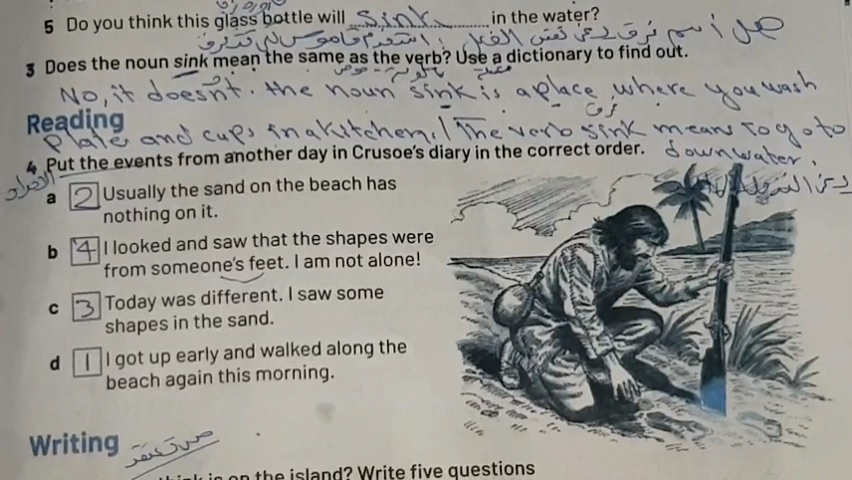 5 Do you think this glass bottle will sink in the water?
هل اسم
3 Does the noun sink mean the same as the verb? Use a dictionary to find out.
No, it doesn't. the noun sink is a place where you wash
Reading
Plate and cups in a kitchen, The verb sink means to go to
4 Put the events from another day in Crusoe's diary in the correct order. downwater.
a 2 Usually the sand on the beach has
nothing on it.
b 4 I looked and saw that the shapes were
from someone's feet. I am not alone!
c 3 Today was different. I saw some
shapes in the sand.
d 1 I got up early and walked along the
beach again this morning.
Writing
is on the island? Write five questions